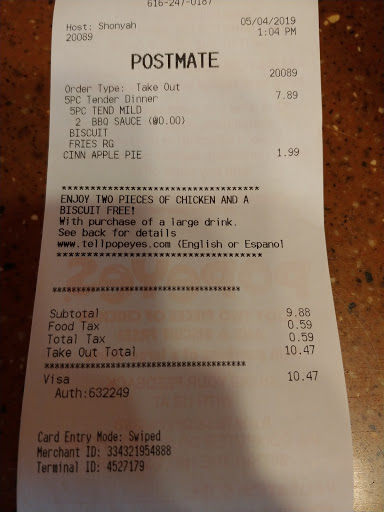 616-247-0187
Host: Shonyah 05/04/2019
20089 1:04 PM
POSTMATE
20089
Order Type: Take Out
5PC Tender Dinner 7.89
5PC TEND MILD
2 BBQ SAUCE (@0.00)
BISCUIT
FRIES RG
CINN APPLE PIE 1.99
***********************************
ENJOY TWO PIECES OF CHICKEN AND A
BISCUIT FREE!
With purchase of a large drink.
See back for details
www.tellpopeyes.com (English or Espanol
***********************************
***********************************
Subtotal 9.88
Food Tax 0.59
Total Tax 0.59
Take Out Total 10.47
***********************************
Visa 10.47
Auth:632249
Card Entry Mode: Swiped
Merchant ID: 334321954888
Terminal ID: 4527179